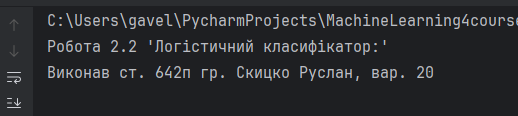 C:\Users\gavel\PycharmProjects\MachineLearning4course
Робота 2.2 'Логістичний класифікатор:'
Виконав ст. 642п гр. Скицко Руслан, вар. 20